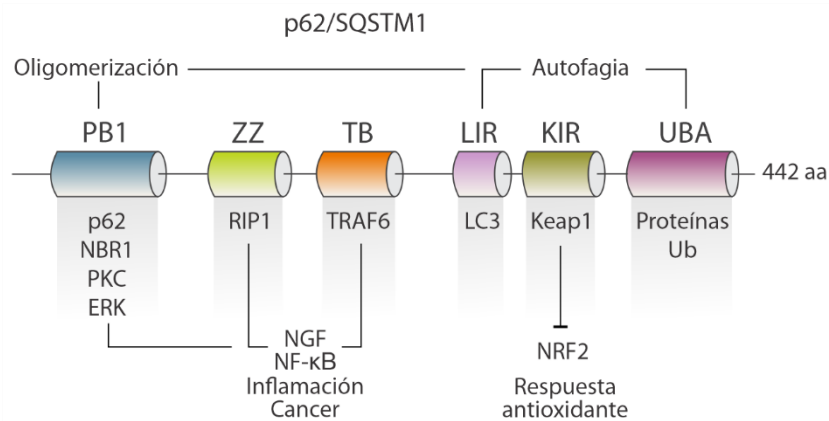 p62/SQSTM1
Oligomerización
Autofagia
PB1
ZZ
TB
LIR
KIR
UBA
442 aa
p62
NBR1
PKC
ERK
RIP1
TRAF6
LC3
Keap1
Proteínas
Ub
NGF
NF-κB
Inflamación
Cancer
NRF2
Respuesta
antioxidante